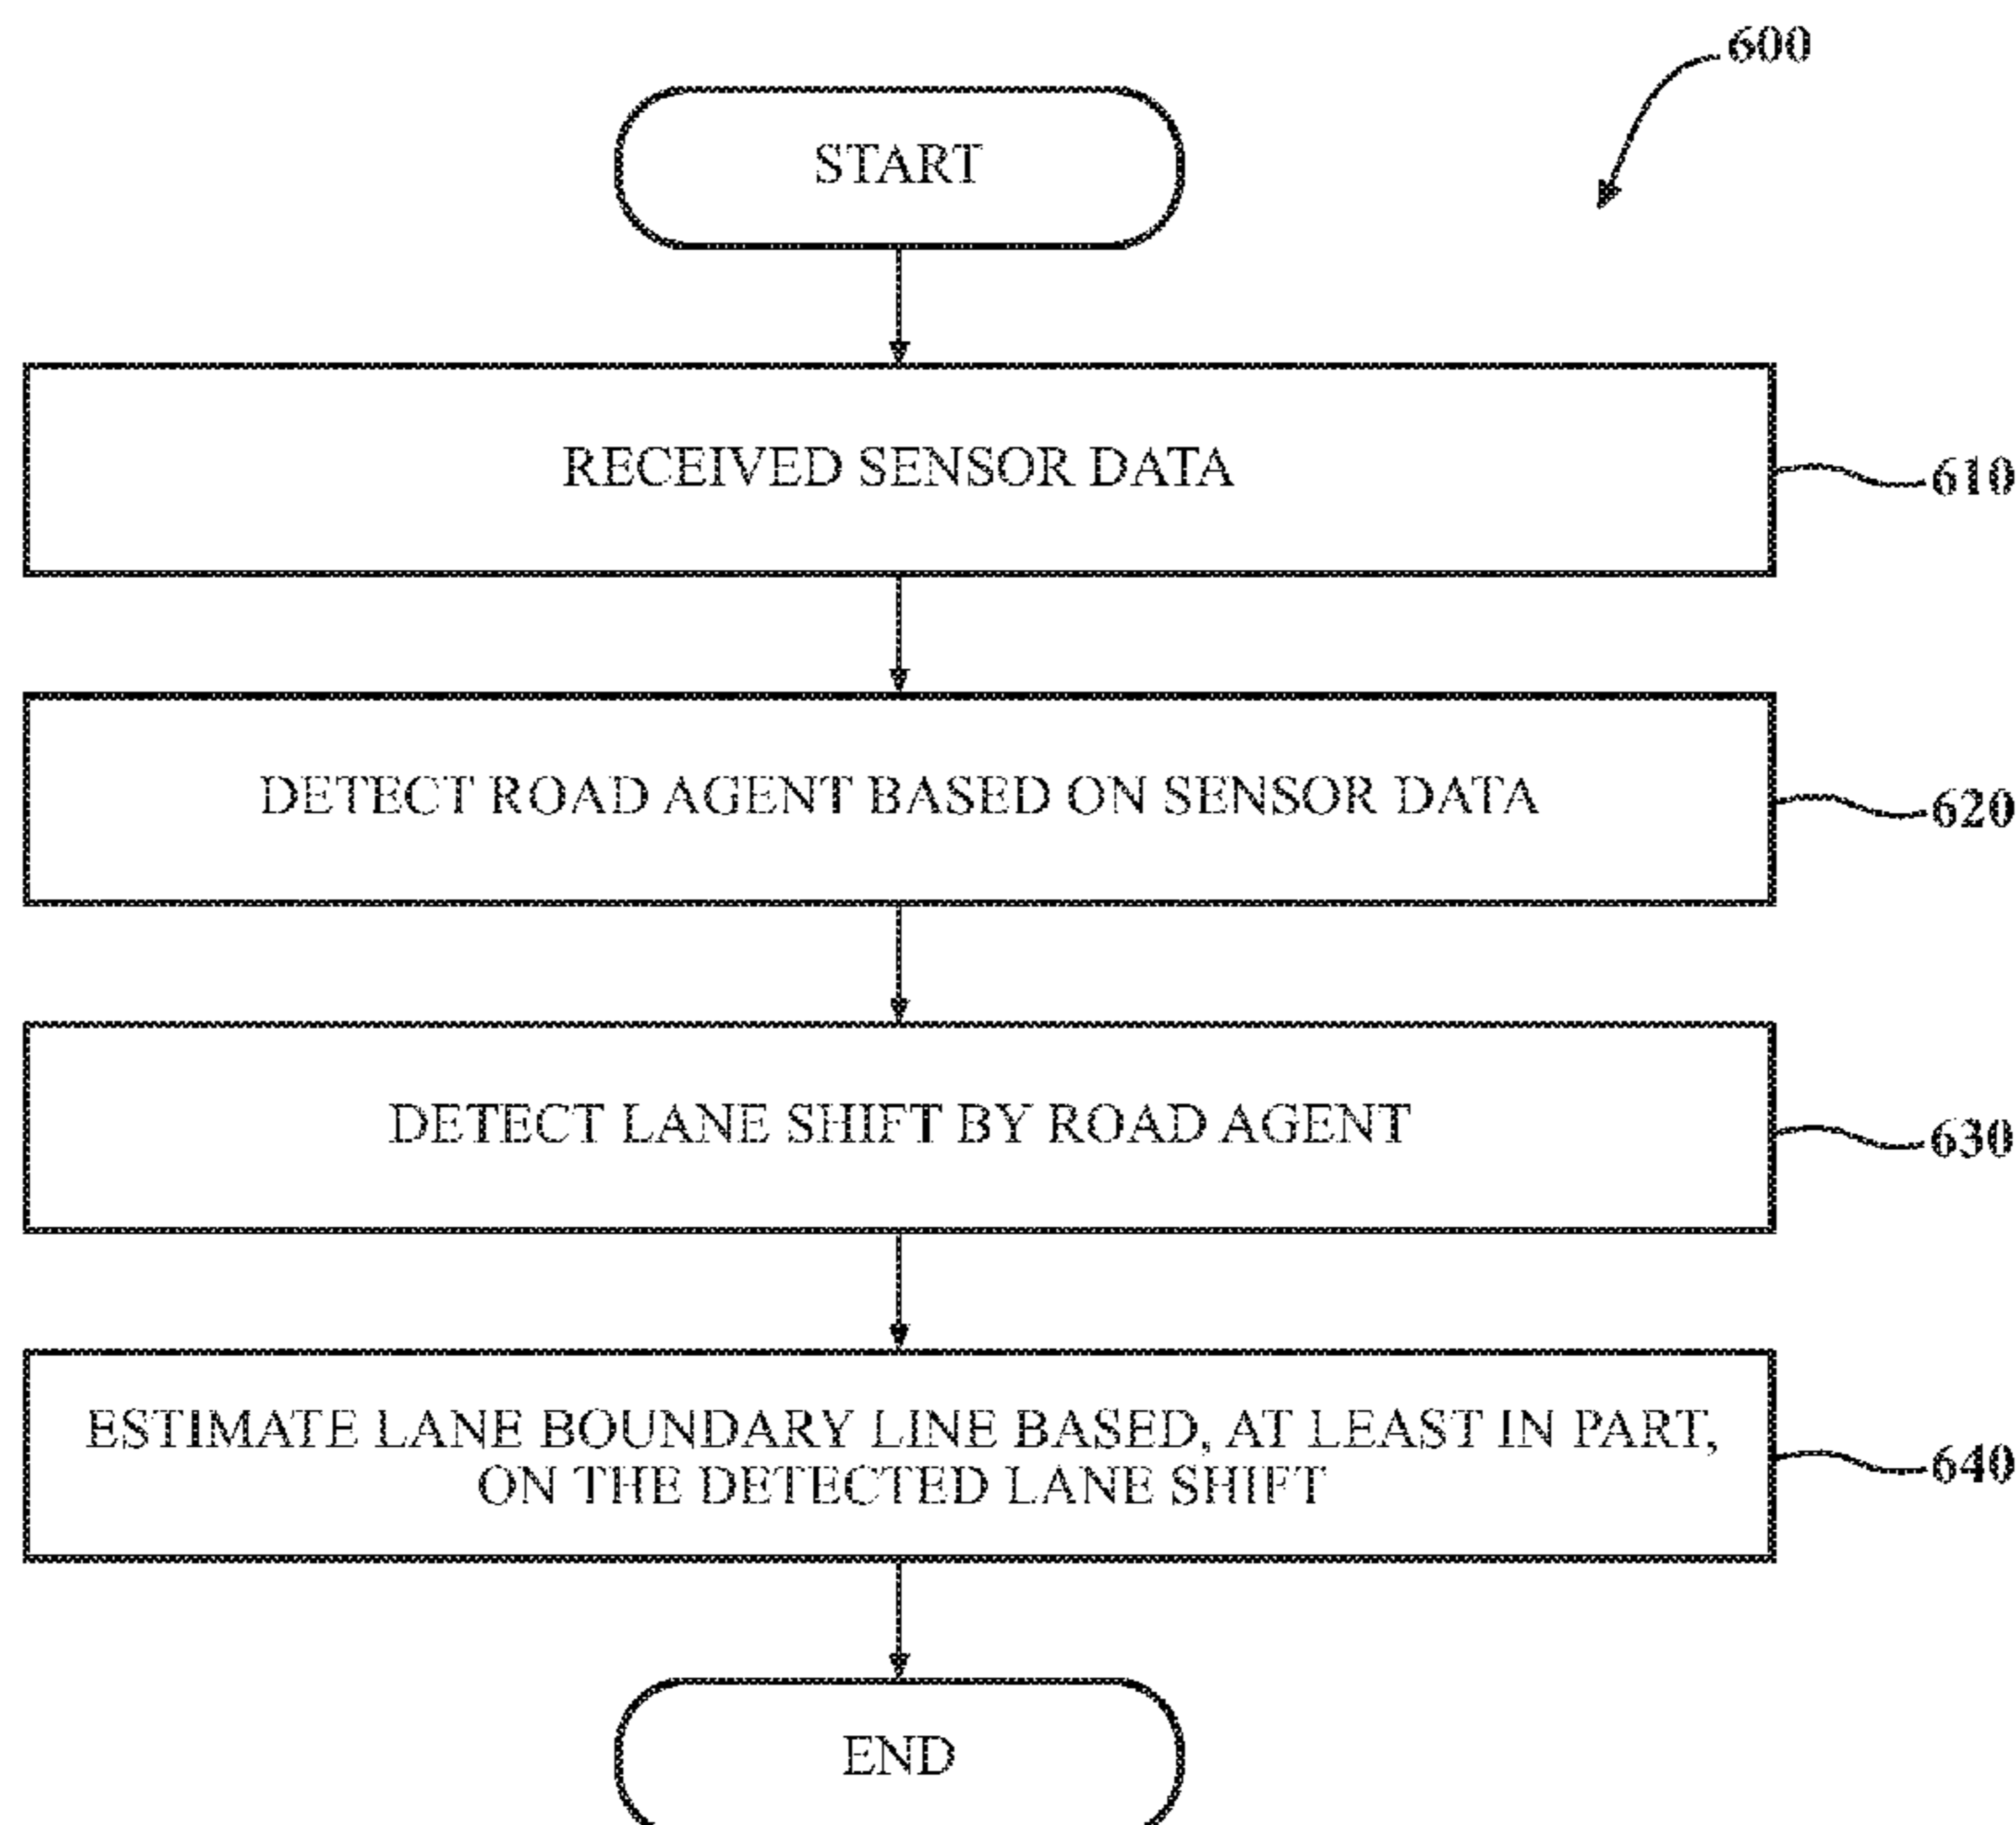 600
START
RECEIVED SENSOR DATA
610
DETECT ROAD AGENT BASED ON SENSOR DATA
620
DETECT LANE SHIFT BY ROAD AGENT
630
ESTIMATE LANE BOUNDARY LINE BASED, AT LEAST IN PART,
ON THE DETECTED LANE SHIFT
640
END